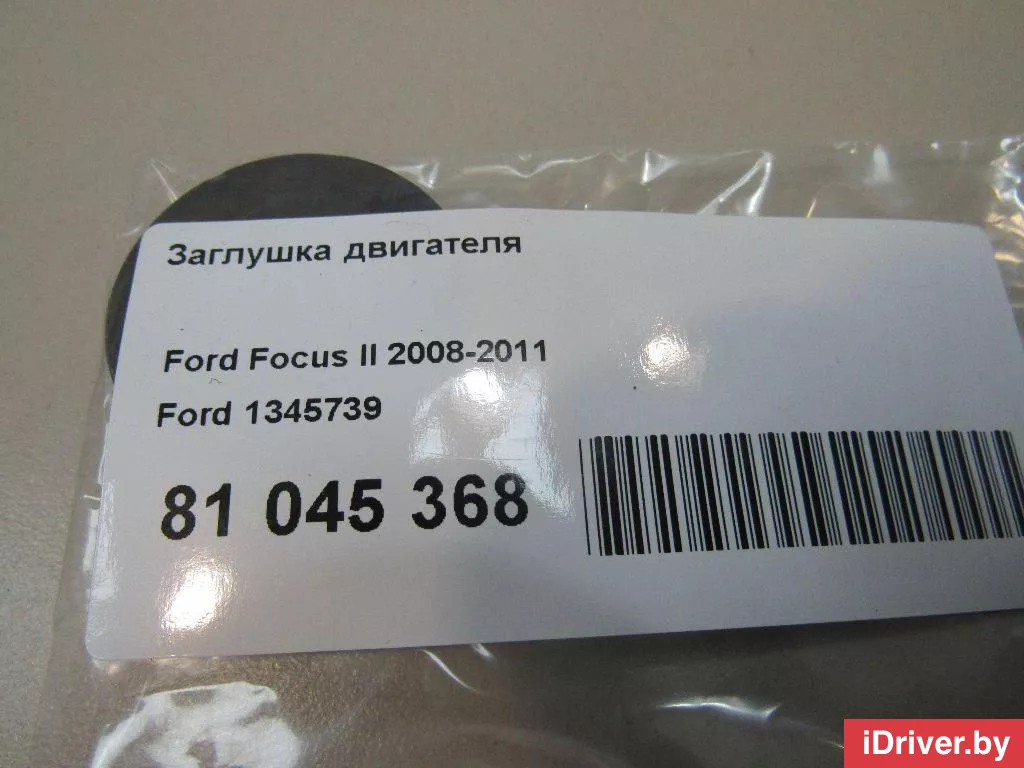 Заглушка двигателя
Ford Focus II 2008-2011
Ford 1345739
81 045 368
iDriver.by